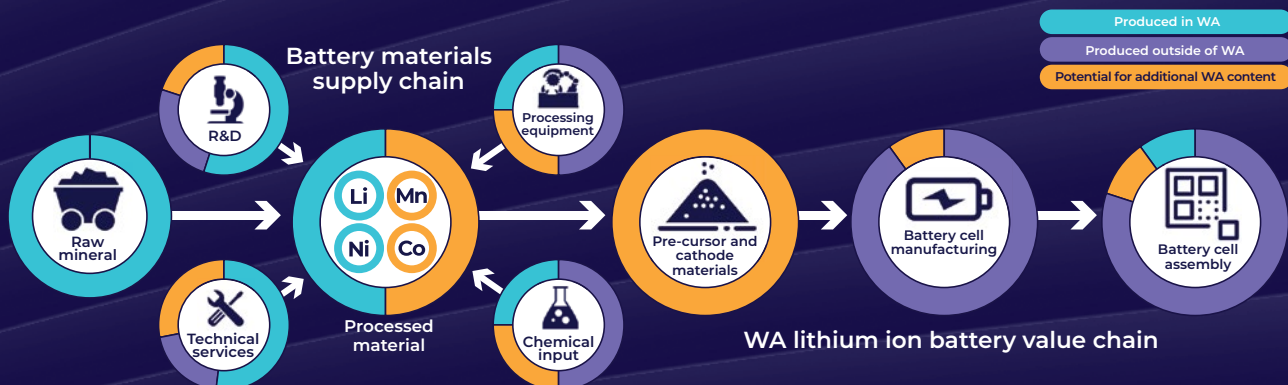 Produced in WA
Produced outside of WA
Potential for additional WA content
Battery materials
supply chain
R&D
Processing
equipment
Raw
mineral
Li
Mn
Ni
Co
Processed
material
Technical
services
Chemical
input
Pre-cursor and
cathode
materials
Battery cell
manufacturing
Battery cell
assembly
WA lithium ion battery value chain